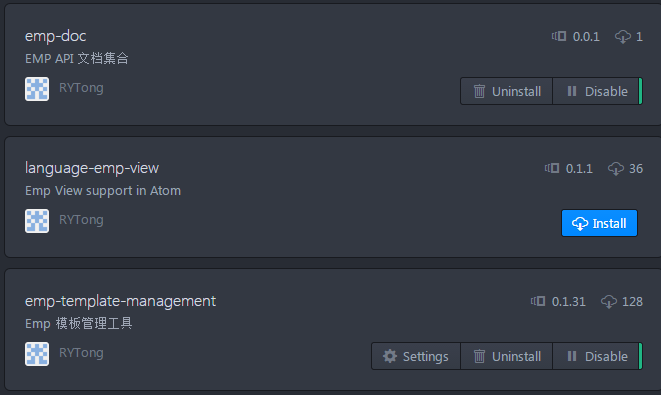 emp-doc 0.0.1 1
EMP API 文档集合
RYTong Uninstall Disable
language-emp-view 0.1.1 36
Emp View support in Atom
RYTong Install
emp-template-management 0.1.31 128
Emp 模板管理工具
RYTong Settings Uninstall Disable